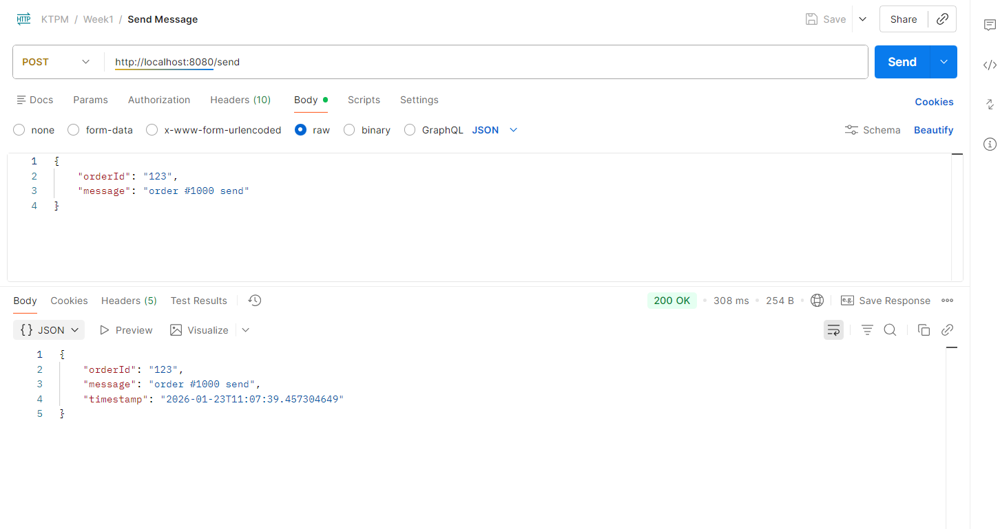 HTTP KTPM / Week1 / Send Message Save Share
POST http://localhost:8080/send Send
Docs Params Authorization Headers (10) Body Scripts Settings Cookies
none form-data x-www-form-urlencoded raw binary GraphQL JSON Schema Beautify
1 {
2 "orderId": "123",
3 "message": "order #1000 send"
4 }
Body Cookies Headers (5) Test Results 200 OK 308 ms 254 B e.g. Save Response
{} JSON Preview Visualize
1 {
2 "orderId": "123",
3 "message": "order #1000 send",
4 "timestamp": "2026-01-23T11:07:39.457304649"
5 }